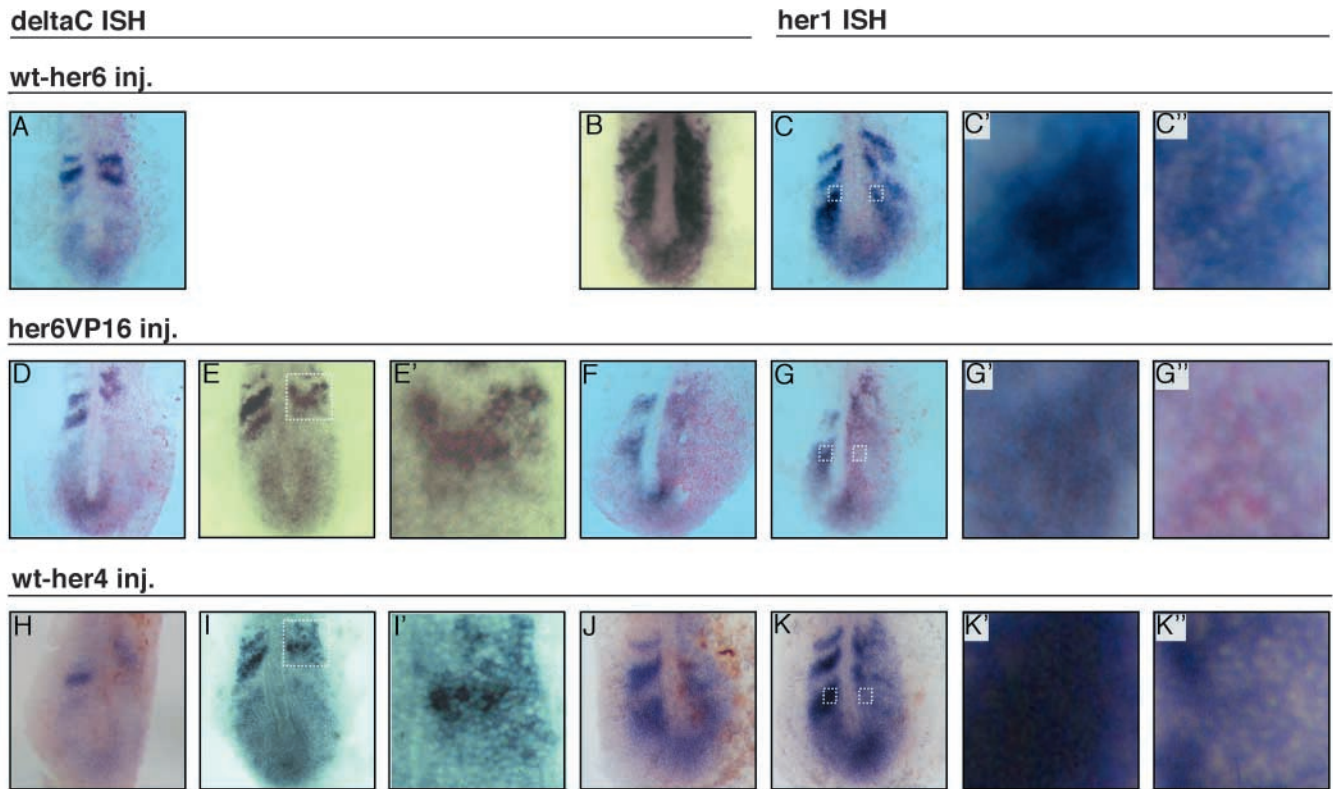 deltaC ISH her1 ISH
wt-her6 inj.
A B C C' C''
her6VP16 inj.
D E E' F G G' G''
wt-her4 inj.
H I I' J K K' K''